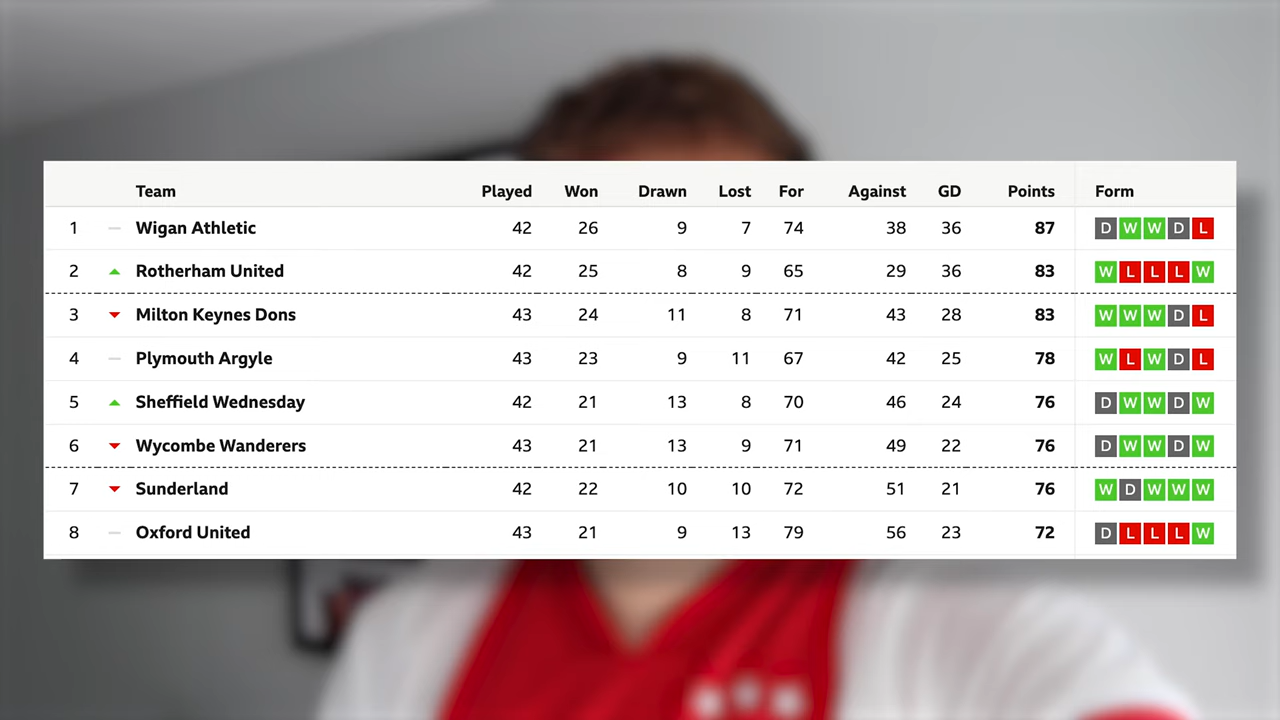 Team Played Won Drawn Lost For Against GD Points Form
1 Wigan Athletic 42 26 9 7 74 38 36 87 D W W D L
2 Rotherham United 42 25 8 9 65 29 36 83 W L L L W
3 Milton Keynes Dons 43 24 11 8 71 43 28 83 W W W D L
4 Plymouth Argyle 43 23 9 11 67 42 25 78 W L W D L
5 Sheffield Wednesday 42 21 13 8 70 46 24 76 D W W D W
6 Wycombe Wanderers 43 21 13 9 71 49 22 76 D W W D W
7 Sunderland 42 22 10 10 72 51 21 76 W D W W W
8 Oxford United 43 21 9 13 79 56 23 72 D L L L W